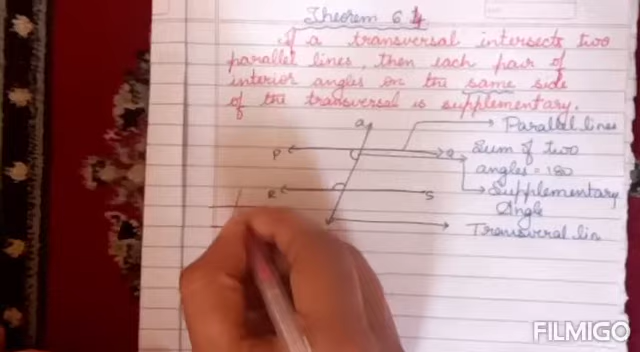 Theorem 6.4
If a transversal intersects two
parallel lines, then each pair of
interior angles on the same side
of the transversal is supplementary.
a
Parallel lines
P
Q
Sum of two
angles = 180
R
S
Supplementary
Angle
Transversal lin
FILMIGO